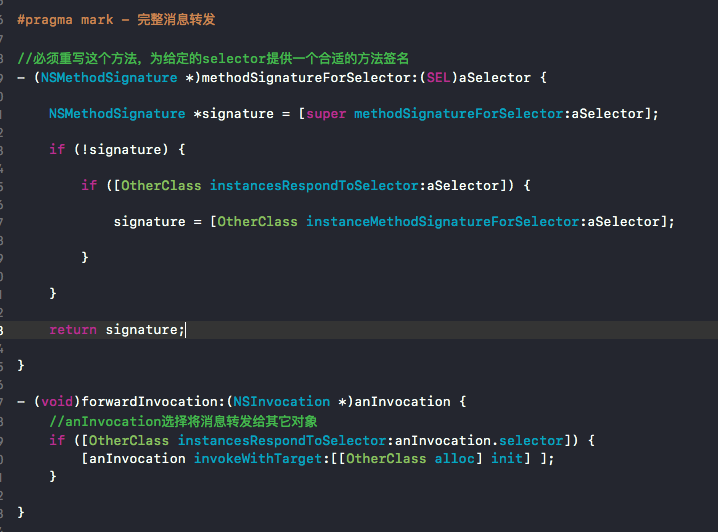 #pragma mark - 完整消息转发
//必须重写这个方法，为给定的selector提供一个合适的方法签名
- (NSMethodSignature *)methodSignatureForSelector:(SEL)aSelector {
NSMethodSignature *signature = [super methodSignatureForSelector:aSelector];
if (!signature) {
if ([OtherClass instancesRespondToSelector:aSelector]) {
signature = [OtherClass instanceMethodSignatureForSelector:aSelector];
}
}
return signature;
}
- (void)forwardInvocation:(NSInvocation *)anInvocation {
//anInvocation选择将消息转发给其它对象
if ([OtherClass instancesRespondToSelector:anInvocation.selector]) {
[anInvocation invokeWithTarget:[[OtherClass alloc] init] ];
}
}